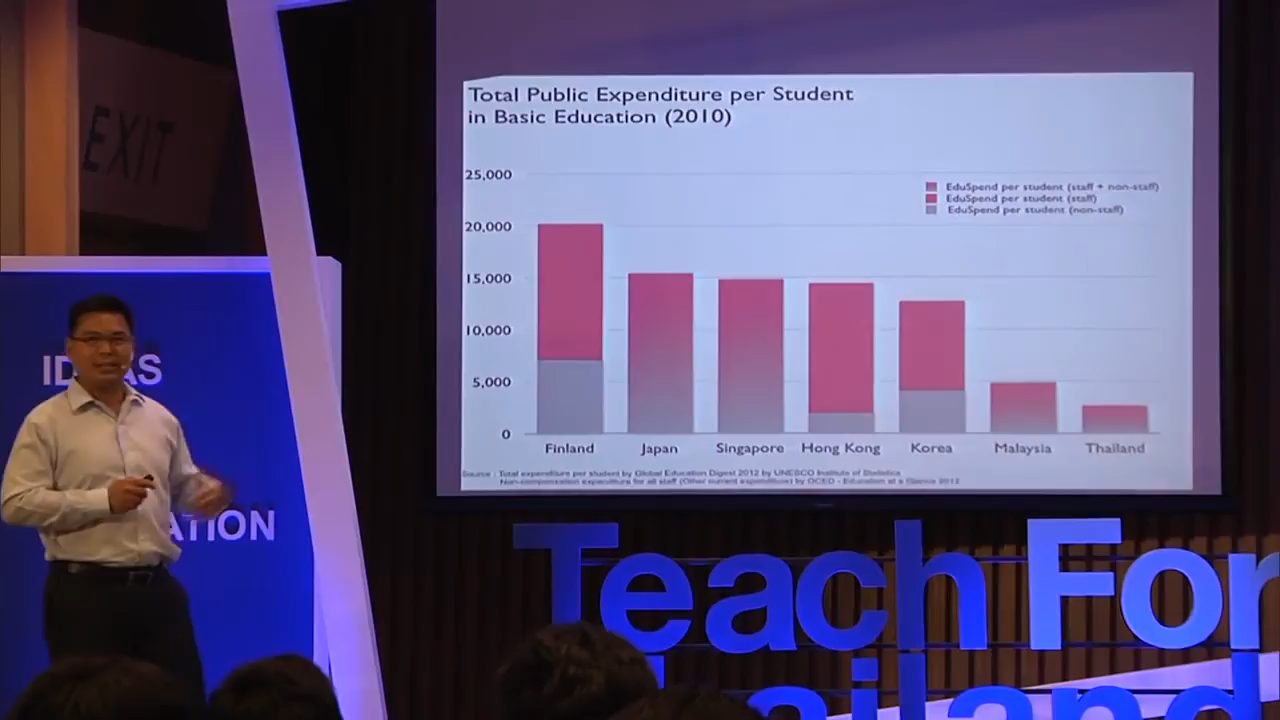 EXIT
Total Public Expenditure per Student
in Basic Education (2010)
25,000
20,000
15,000
10,000
5,000
0
EduSpend per student (staff + non-staff)
EduSpend per student (staff)
EduSpend per student (non-staff)
Finland Japan Singapore Hong Kong Korea Malaysia Thailand
Source : Total expenditure per student by Global Education Digest 2012 by UNESCO Institute of Statistics
Non-compensation expenditure for all staff (Other current expenditure) by OCED - Education at a Glance 2012
ATION
Teach For